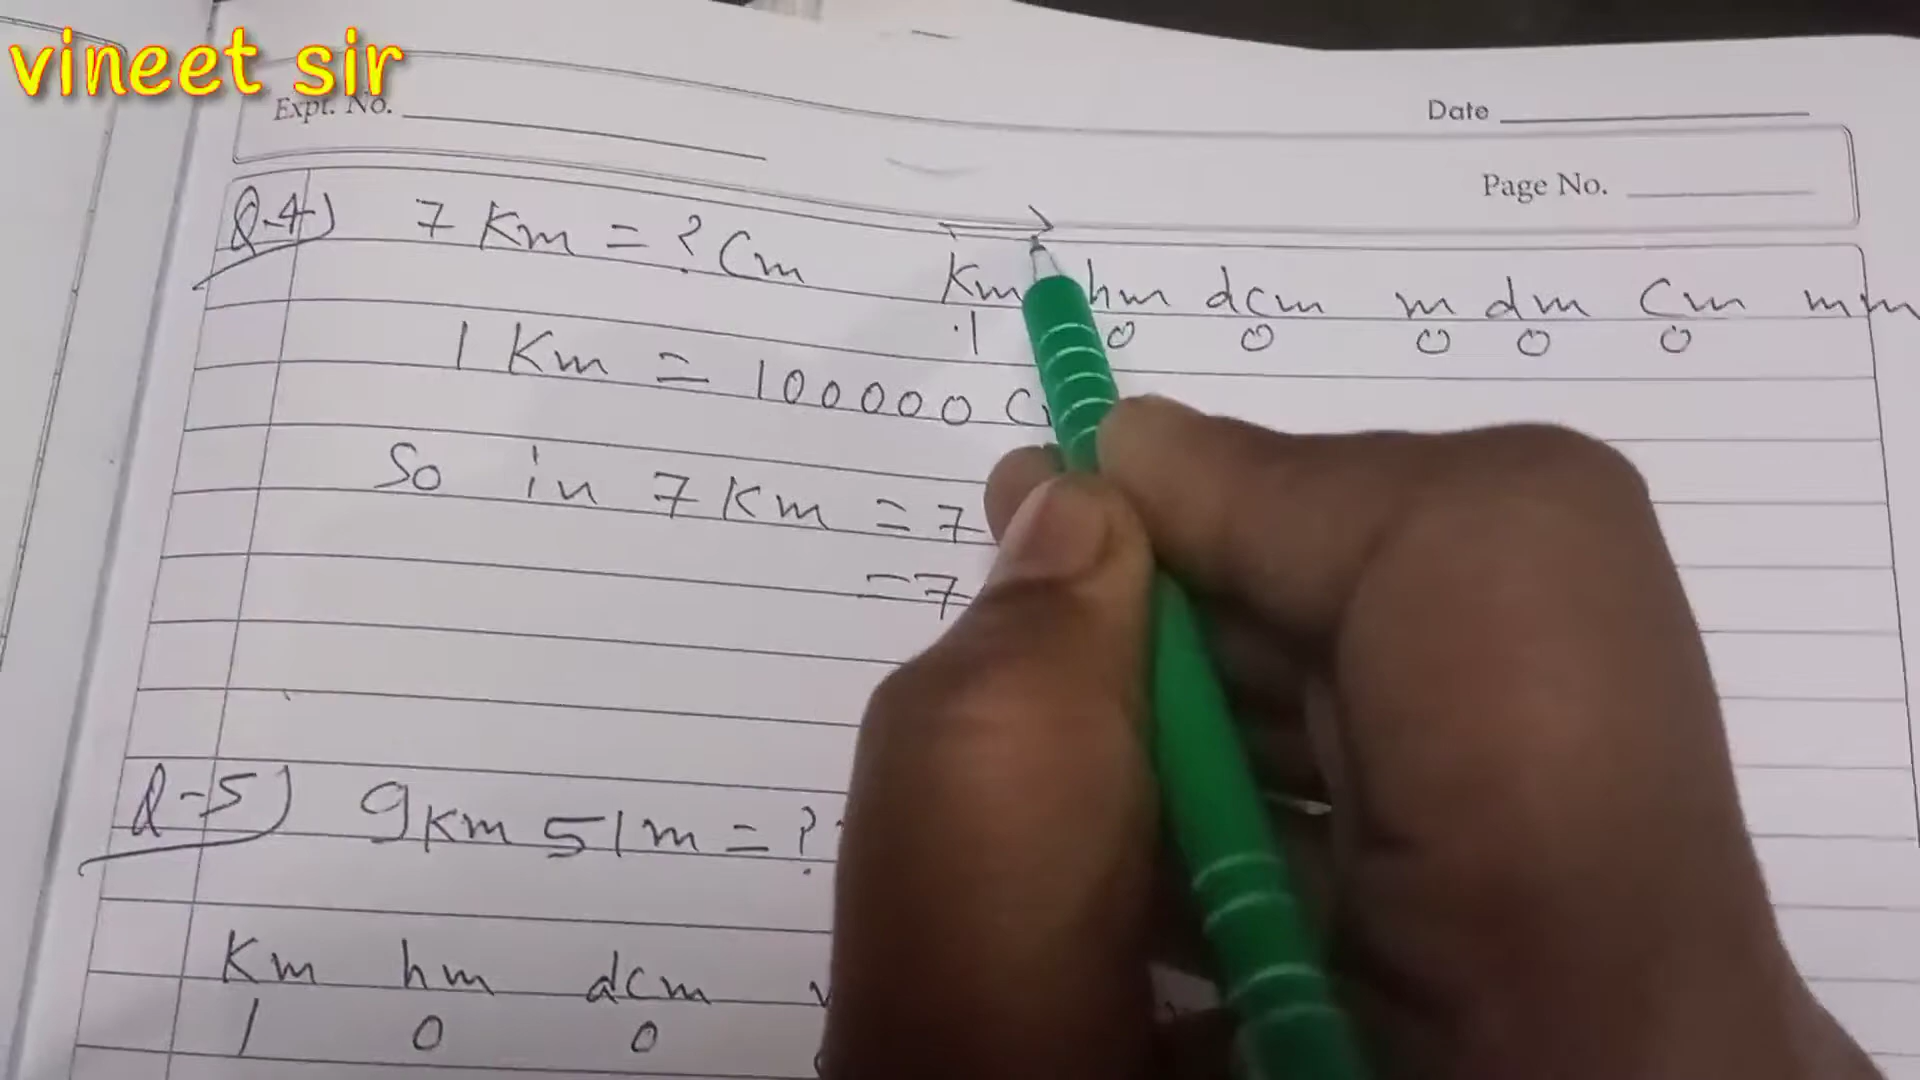 vineet sir
Expt. No.
Date
Page No.
Q-4) 7 Km = ? Cm
Km hm dcm m dm Cm mm
1 0 0 0 0 0
1 Km = 100000 C
So in 7 Km = 7
= 7
Q-5) 9 km 51 m = ?
Km hm dcm
1 0 0